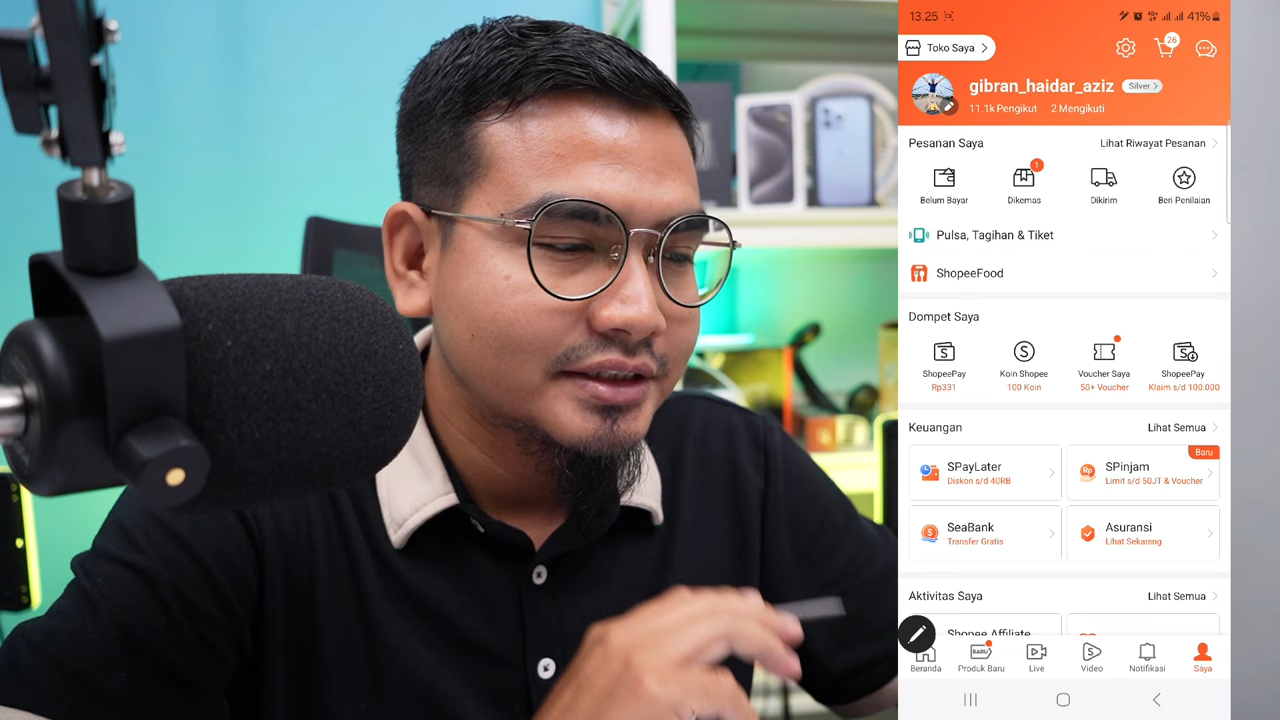 13.25
41%
Toko Saya
26
gibran_haidar_aziz
Silver
11.1k Pengikut 2 Mengikuti
Pesanan Saya Lihat Riwayat Pesanan
1
Belum Bayar Dikemas Dikirim Beri Penilaian
Pulsa, Tagihan & Tiket
ShopeeFood
Dompet Saya
ShopeePay Koin Shopee Voucher Saya ShopeePay
Rp331 100 Koin 50+ Voucher Klaim s/d 100.000
Keuangan Lihat Semua
Baru
SPayLater SPinjam
Diskon s/d 40RB Limit s/d 50JT & Voucher
SeaBank Asuransi
Transfer Gratis Lihat Sekarang
Aktivitas Saya Lihat Semua
Shopee Affiliate
BARU
Beranda Produk Baru Live Video Notifikasi Saya